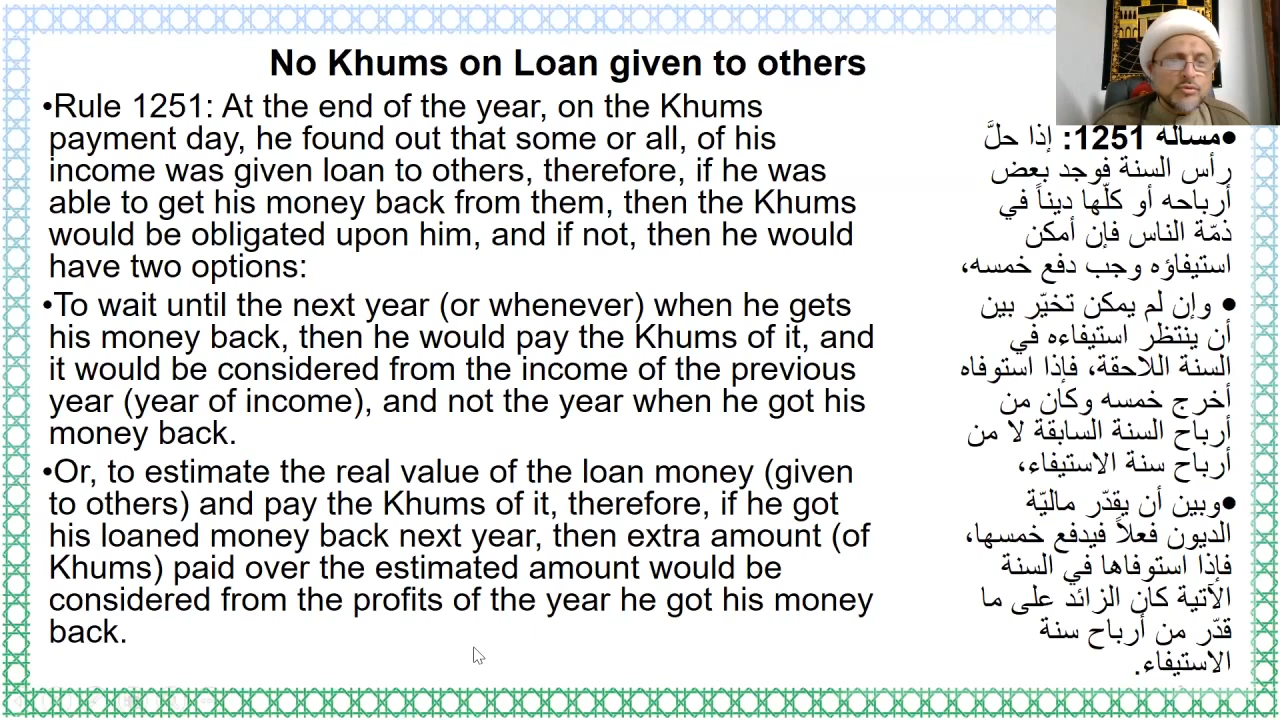 No Khums on Loan given to others
•Rule 1251: At the end of the year, on the Khums
payment day, he found out that some or all, of his
income was given loan to others, therefore, if he was
able to get his money back from them, then the Khums
would be obligated upon him, and if not, then he would
have two options:
•To wait until the next year (or whenever) when he gets
his money back, then he would pay the Khums of it, and
it would be considered from the income of the previous
year (year of income), and not the year when he got his
money back.
•Or, to estimate the real value of the loan money (given
to others) and pay the Khums of it, therefore, if he got
his loaned money back next year, then extra amount (of
Khums) paid over the estimated amount would be
considered from the profits of the year he got his money
back.
●مسألة 1251: إذا حلَّ
رأس السنة فوجد بعض
أرباحه أو كلّها ديناً في
ذمّة الناس فإن أمكن
استيفاؤه وجب دفع خمسه،
● وإن لم يمكن تخيّر بين
أن ينتظر استيفاءه في
السنة اللاحقة، فإذا استوفاه
أخرج خمسه وكان من
أرباح السنة السابقة لا من
أرباح سنة الاستيفاء،
●وبين أن يقدّر ماليّة
الديون فعلاً فيدفع خمسها،
فإذا استوفاها في السنة
الآتية كان الزائد على ما
قدّر من أرباح سنة
الاستيفاء.